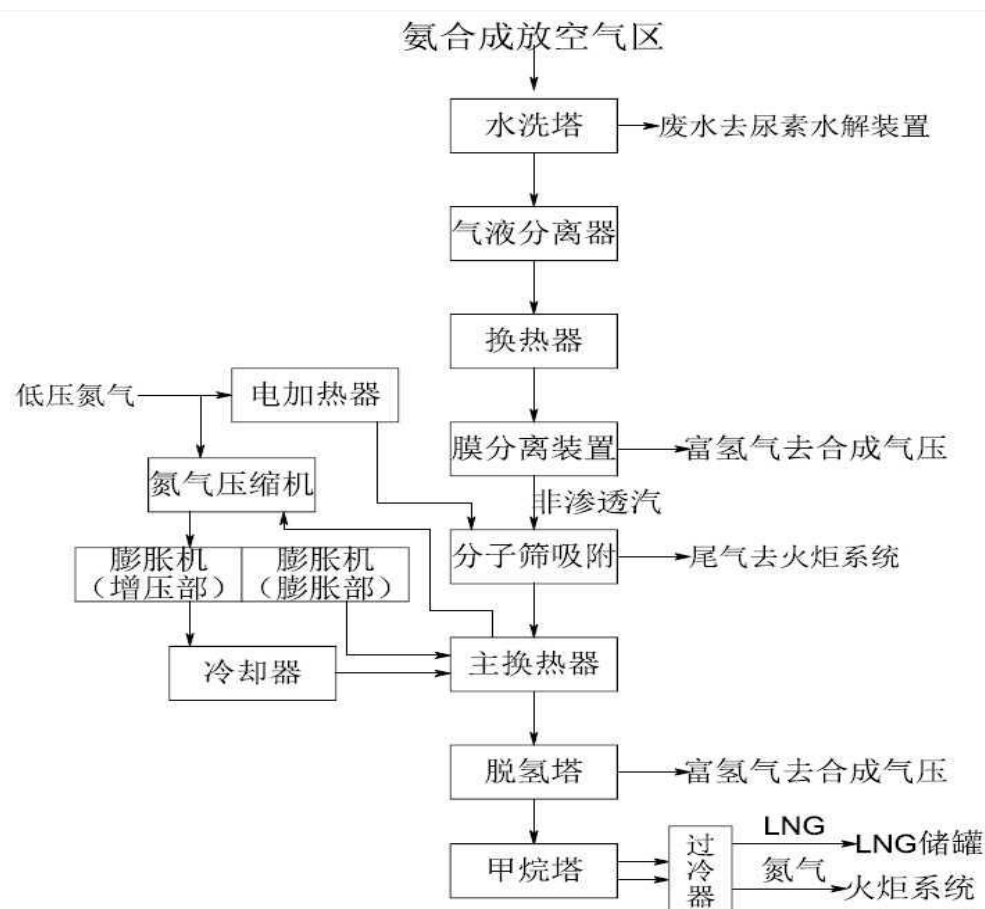 氨合成放空气区
水洗塔
废水去尿素水解装置
气液分离器
换热器
低压氮气
电加热器
膜分离装置
富氢气去合成气压
氮气压缩机
非渗透汽
膨胀机
（增压部）
膨胀机
（膨胀部）
分子筛吸附
尾气去火炬系统
冷却器
主换热器
脱氢塔
富氢气去合成气压
甲烷塔
过
冷
器
LNG
LNG储罐
氮气
火炬系统